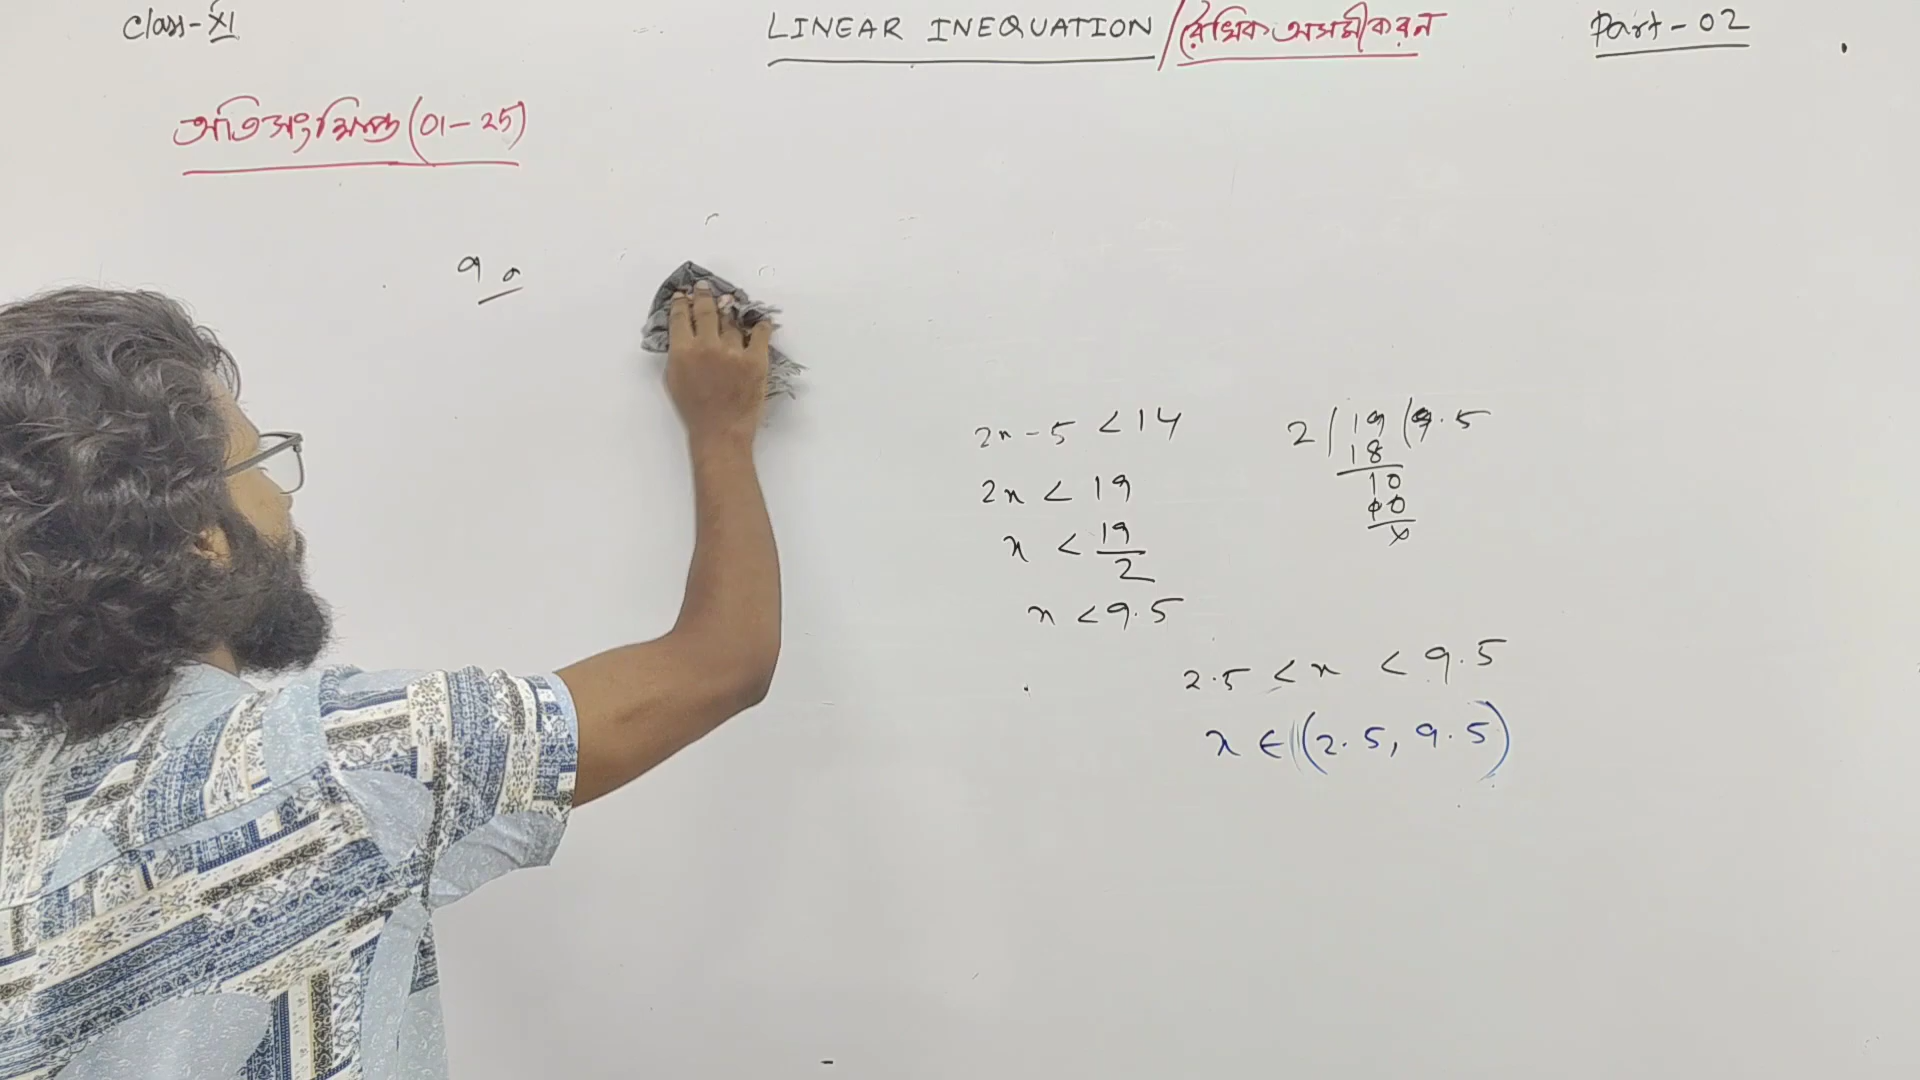 Class-XI
LINEAR INEQUATION/রৈখিক অসমীকরন
Part-02
অতিসংক্ষিপ্ত (01-25)
2x-5 < 14
2x < 19
x < 19/2
x < 9.5
2 | 19 ( 9.5
18
10
10
x
2.5 < x < 9.5
x ∈ (2.5, 9.5)